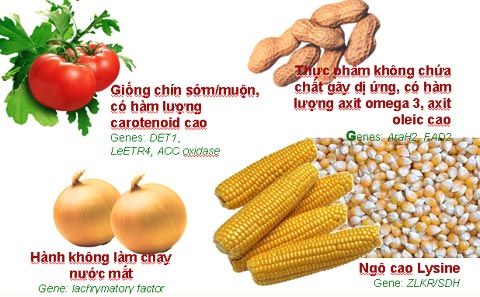 Giống chín sớm/muộn,
có hàm lượng
carotenoid cao
Genes: DET1,
LeETR4, ACC oxidase
Thực phẩm không chứa
chất gây dị ứng, có hàm
lượng axit omega 3, axit
oleic cao
Genes: AraH2, FAD2
Hành không làm chảy
nước mắt
Gene: lachrymatory factor
Ngô cao Lysine
Gene: ZLKR/SDH